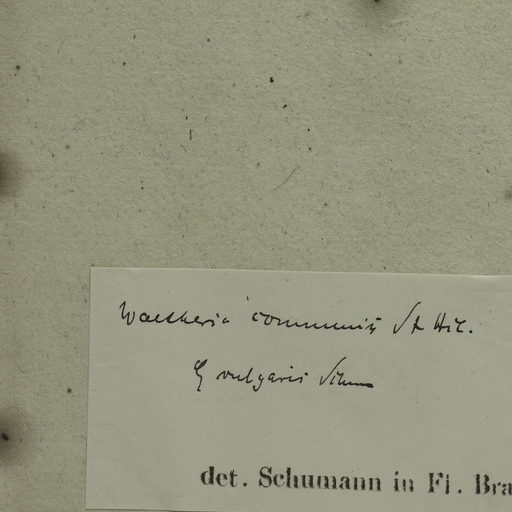 Waltheria communis St Hil.
vulgaris Schum
det. Schumann in Fl. Bra